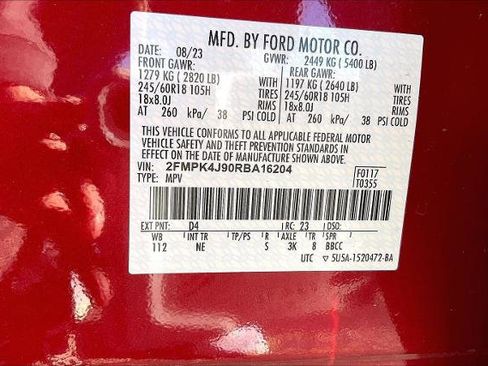 MFD. BY FORD MOTOR CO.
DATE: 08/23 GVWR: 2449 KG ( 5400 LB)
FRONT GAWR: REAR GAWR:
1279 KG ( 2820 LB) 1197 KG ( 2640 LB)
245/60R18 105H WITH TIRES 245/60R18 105H WITH TIRES
18x8.0J RIMS 18x8.0J RIMS
AT 260 kPa/ 38 PSI COLD AT 260 kPa/ 38 PSI COLD
THIS VEHICLE CONFORMS TO ALL APPLICABLE FEDERAL MOTOR
VEHICLE SAFETY AND THEFT PREVENTION STANDARDS IN
EFFECT ON THE DATE OF MANUFACTURE SHOWN ABOVE.
VIN: 2FMPK4J90RBA16204 F0117
TYPE: MPV T0355
EXT PNT: D4 RC: 23 DSO:
WB INT TR TP/PS R AXLE TR SPR
112 NE S 3K 8 BBCC
UTC 5U5A-1520472-BA